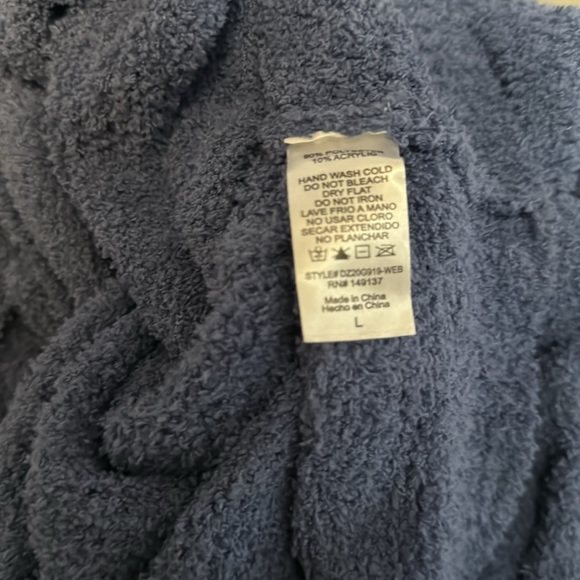 90% POLYESTER
10% ACRYLIC
HAND WASH COLD
DO NOT BLEACH
DRY FLAT
DO NOT IRON
LAVE FRIO A MANO
NO USAR CLORO
SECAR EXTENDIDO
NO PLANCHAR
STYLE# DZ20G919-WEB
RN# 149137
Made in China
Hecho en China
L